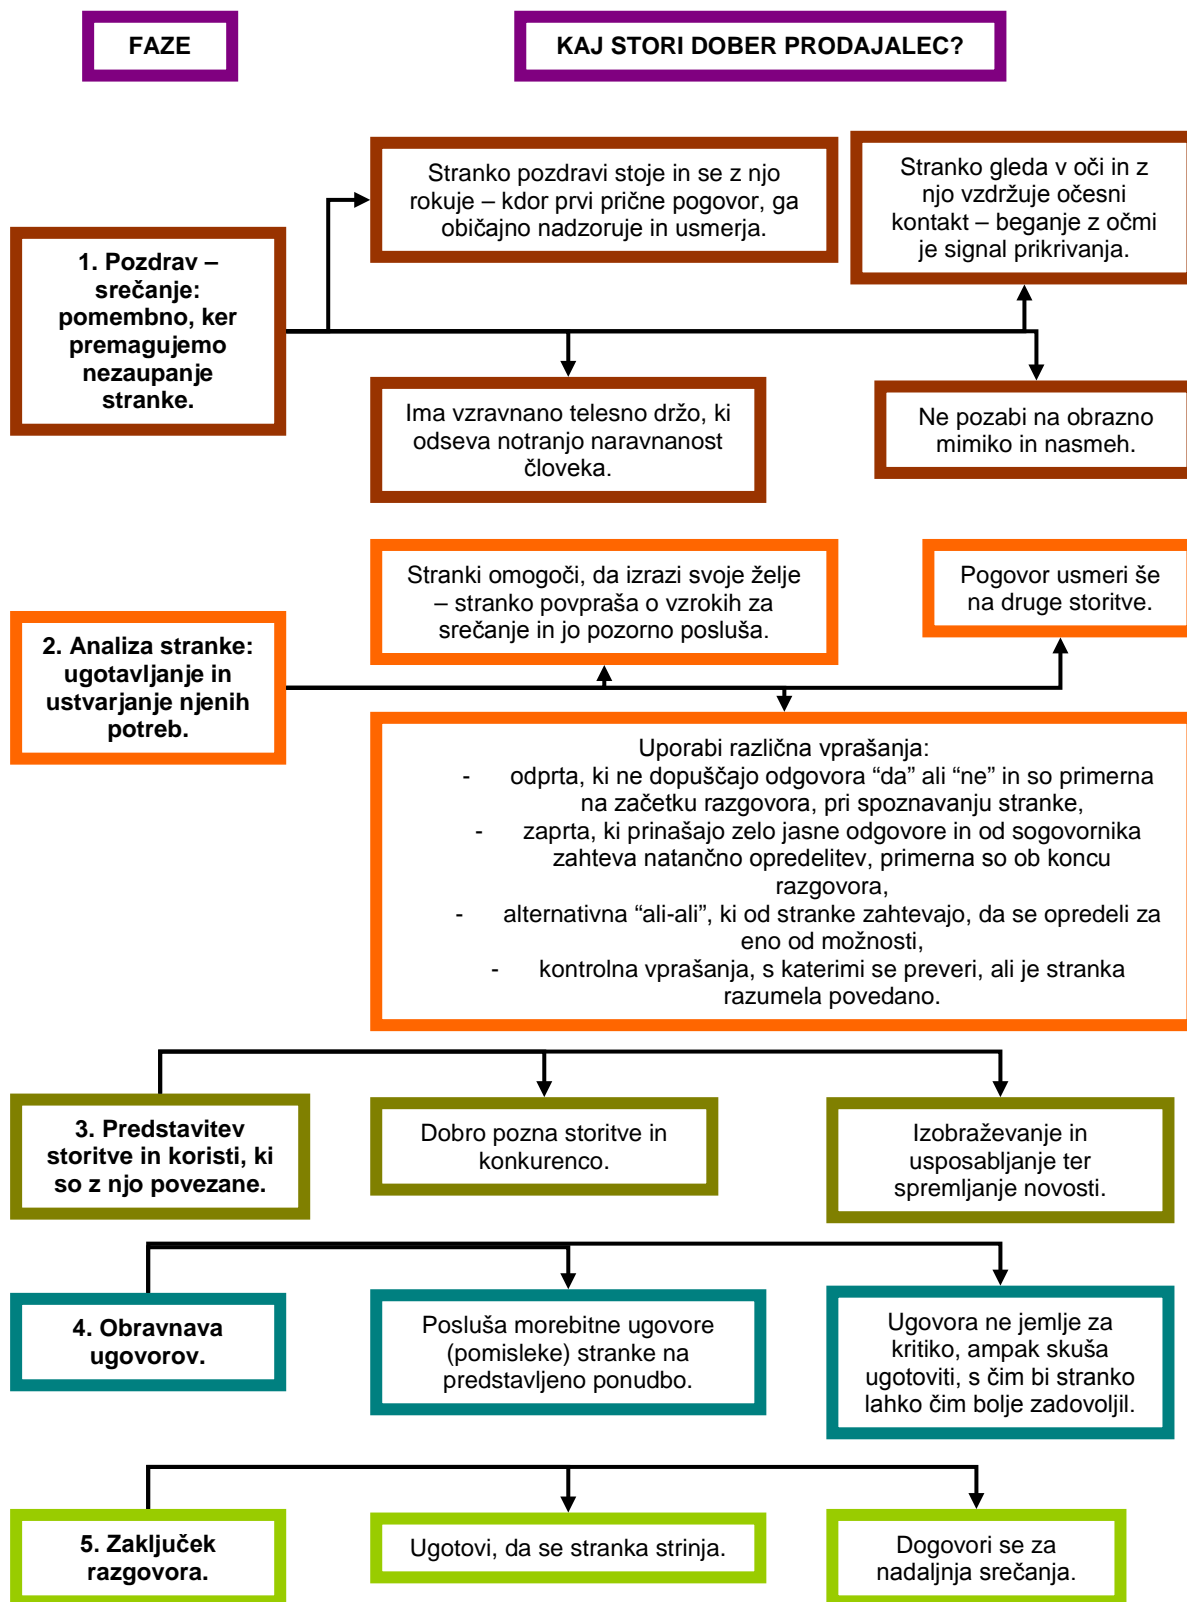 FAZE
KAJ STORI DOBER PRODAJALEC?
1. Pozdrav –
srečanje:
pomembno, ker
premagujemo
nezaupanje
stranke.
Stranko pozdravi stoje in se z njo
rokuje – kdor prvi prične pogovor, ga
običajno nadzoruje in usmerja.
Stranko gleda v oči in z
njo vzdržuje očesni
kontakt – beganje z očmi
je signal prikrivanja.
Ima vzravnano telesno držo, ki
odseva notranjo naravnanost
človeka.
Ne pozabi na obrazno
mimiko in nasmeh.
2. Analiza stranke:
ugotavljanje in
ustvarjanje njenih
potreb.
Stranki omogoči, da izrazi svoje želje
– stranko povpraša o vzrokih za
srečanje in jo pozorno posluša.
Pogovor usmeri še
na druge storitve.
Uporabi različna vprašanja:
- odprta, ki ne dopuščajo odgovora “da” ali “ne” in so primerna
na začetku razgovora, pri spoznavanju stranke,
- zaprta, ki prinašajo zelo jasne odgovore in od sogovornika
zahteva natančno opredelitev, primerna so ob koncu
razgovora,
- alternativna “ali-ali”, ki od stranke zahtevajo, da se opredeli za
eno od možnosti,
- kontrolna vprašanja, s katerimi se preveri, ali je stranka
razumela povedano.
3. Predstavitev
storitve in koristi, ki
so z njo povezane.
Dobro pozna storitve in
konkurenco.
Izobraževanje in
usposabljanje ter
spremljanje novosti.
4. Obravnava
ugovorov.
Posluša morebitne ugovore
(pomisleke) stranke na
predstavljeno ponudbo.
Ugovora ne jemlje za
kritiko, ampak skuša
ugotoviti, s čim bi stranko
lahko čim bolje zadovoljil.
5. Zaključek
razgovora.
Ugotovi, da se stranka strinja.
Dogovori se za
nadaljnja srečanja.